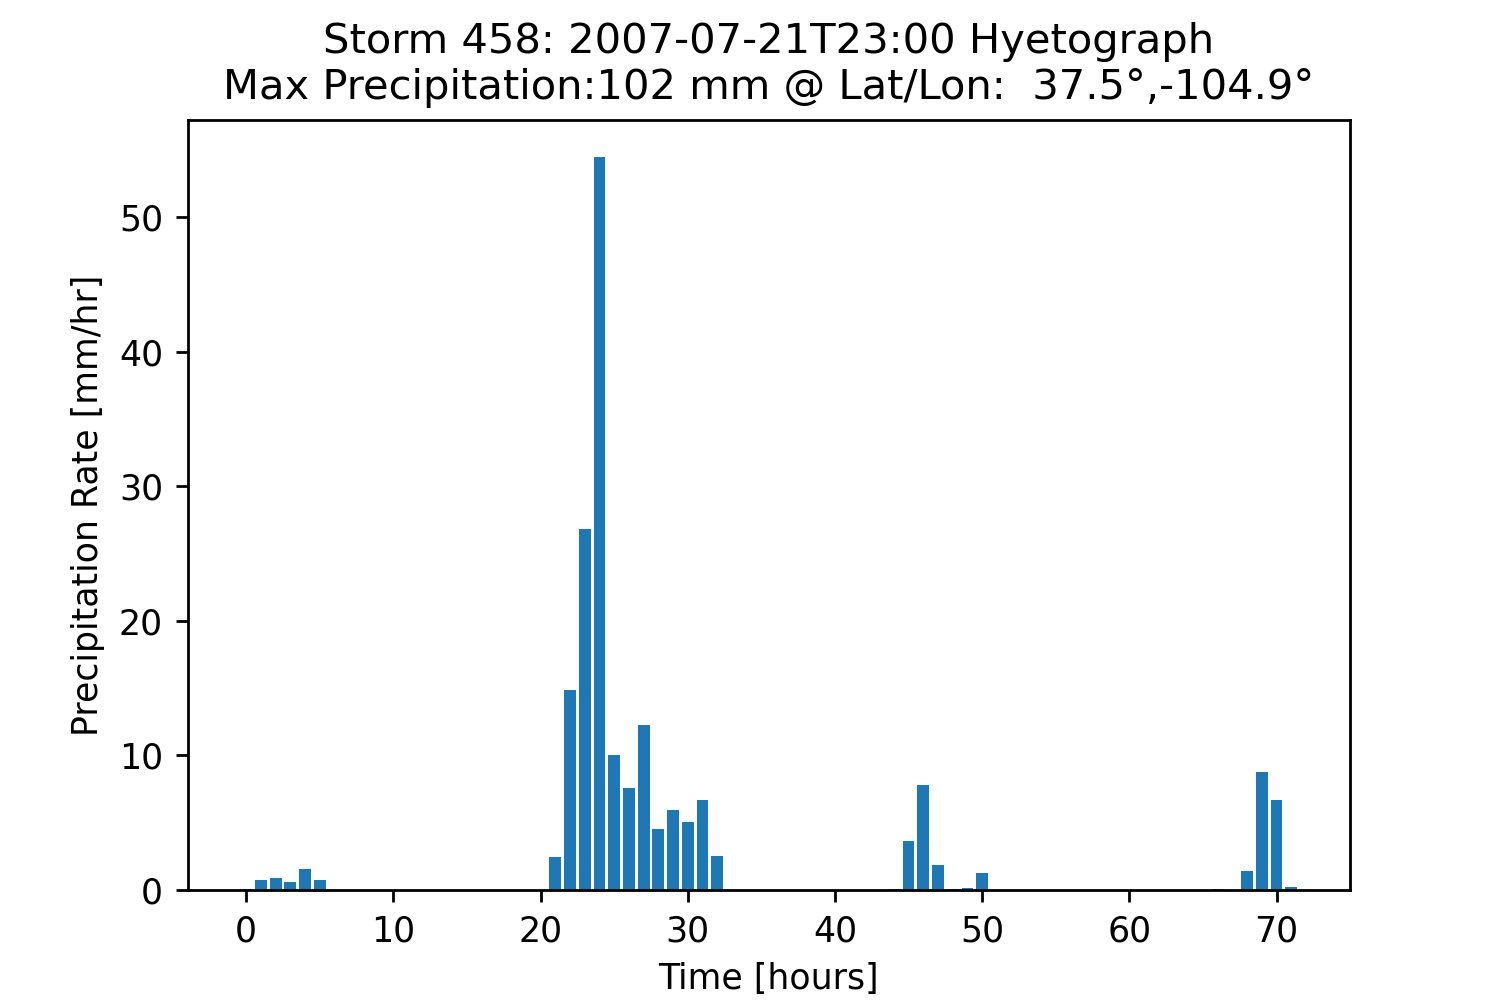 Storm 458: 2007-07-21T23:00 Hyetograph
Max Precipitation:102 mm @ Lat/Lon:  37.5°,-104.9°
Precipitation Rate [mm/hr]
50
40
30
20
10
0
0 10 20 30 40 50 60 70
Time [hours]